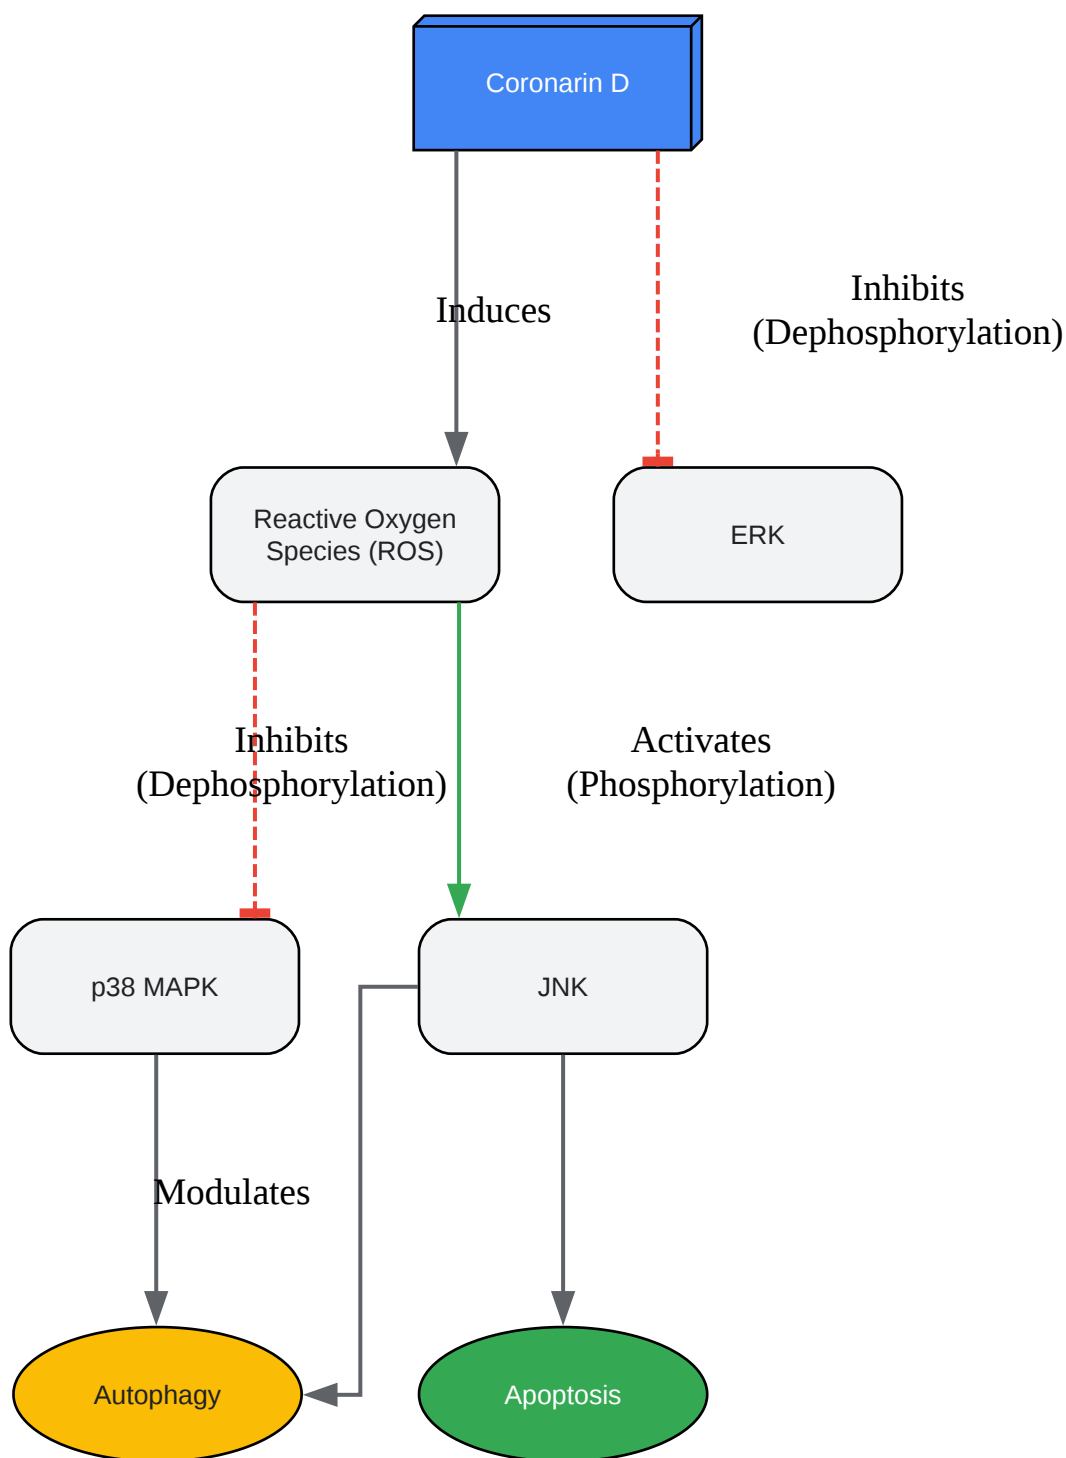 Coronarin D
Induces
Inhibits
(Dephosphorylation)
Reactive Oxygen
Species (ROS)
ERK
Inhibits
(Dephosphorylation)
Activates
(Phosphorylation)
p38 MAPK
JNK
Modulates
Autophagy
Apoptosis